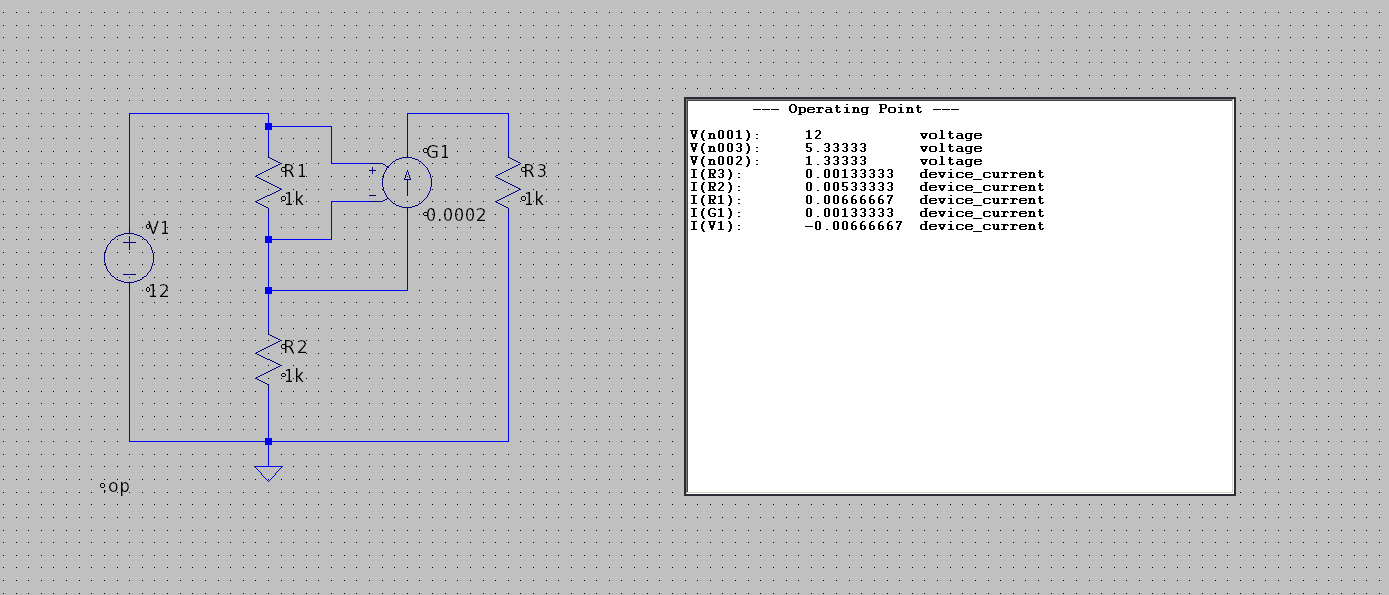 G1
R1
R3
1k
1k
0.0002
V1
12
R2
1k
.op
--- Operating Point ---
V(n001): 12 voltage
V(n003): 5.33333 voltage
V(n002): 1.33333 voltage
I(R3): 0.00133333 device_current
I(R2): 0.00533333 device_current
I(R1): 0.00666667 device_current
I(G1): 0.00133333 device_current
I(V1): -0.00666667 device_current